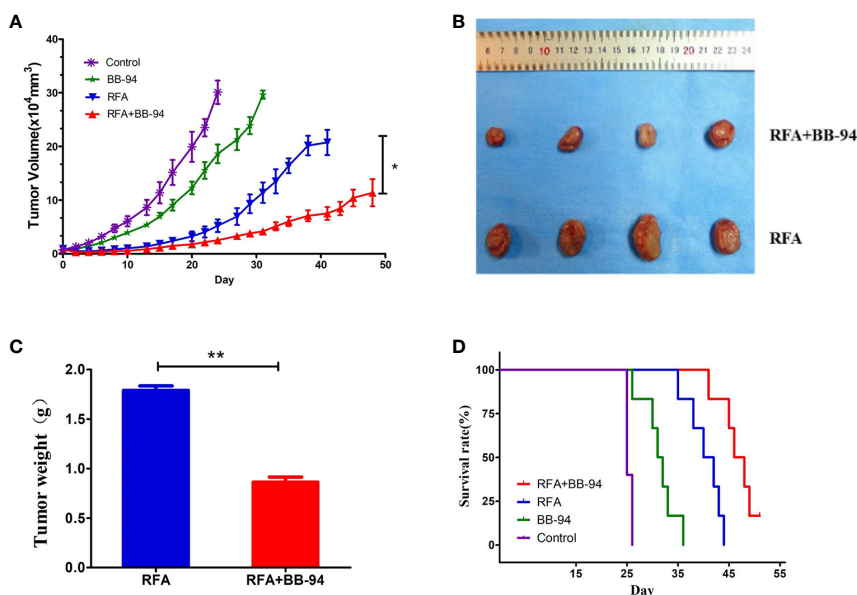 A
Tumor Volume(×10⁴mm³)
40
30
20
10
0
Control
BB-94
RFA
RFA+BB-94
*
0 10 20 30 40 50
Day
B
6 7 8 9 10 11 12 13 14 15 16 17 18 19 20 21 22 23 24
RFA+BB-94
RFA
C
Tumor weight（g）
2.0
1.5
1.0
0.5
0.0
**
RFA RFA+BB-94
D
Survival rate(%)
100
75
50
25
0
RFA+BB-94
RFA
BB-94
Control
15 25 35 45 55
Day